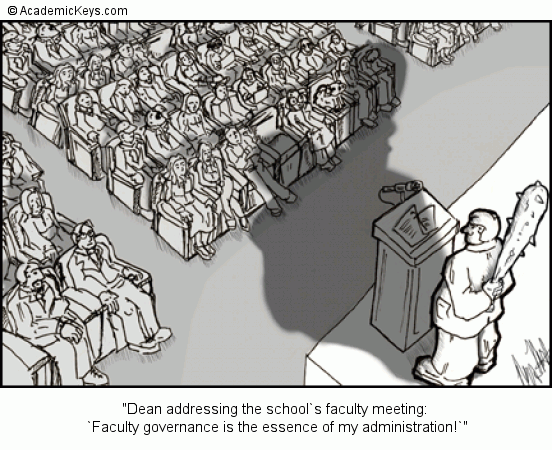 © AcademicKeys.com
"Dean addressing the school`s faculty meeting:
`Faculty governance is the essence of my administration!`"